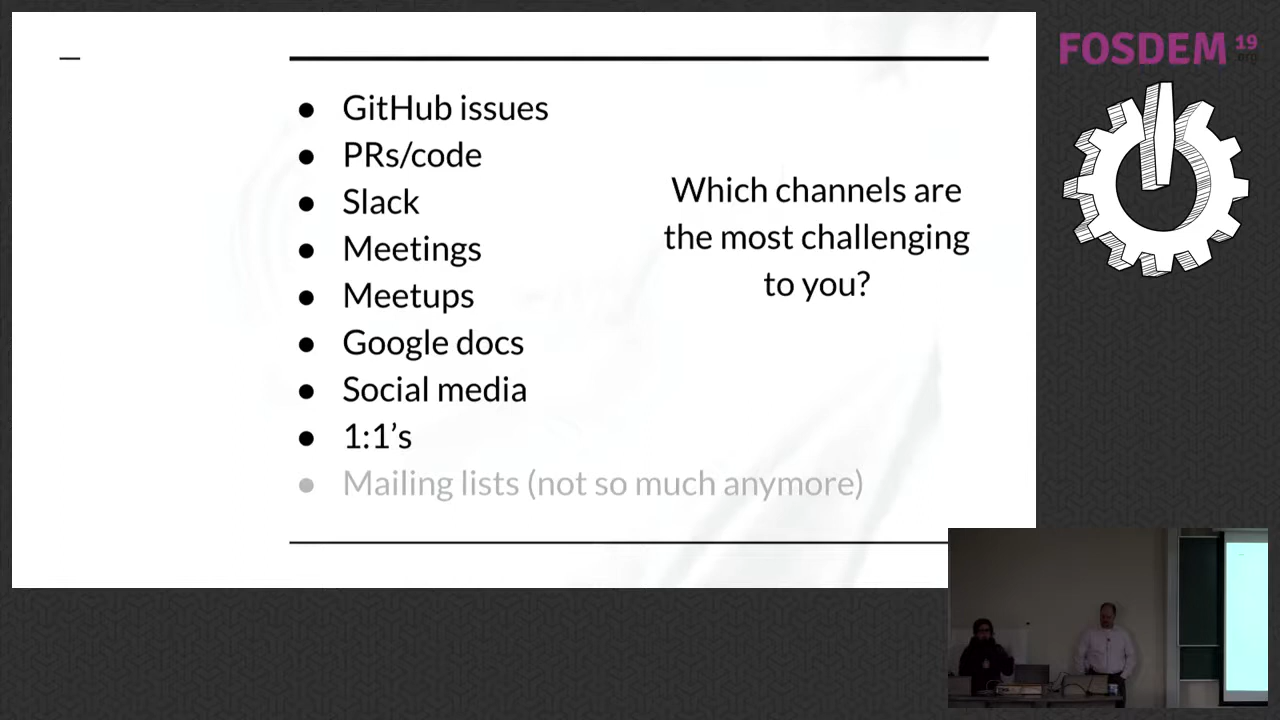 GitHub issues
PRs/code
Slack
Meetings
Meetups
Google docs
Social media
1:1's
Mailing lists (not so much anymore)
Which channels are
the most challenging
to you?
FOSDEM 19
.org